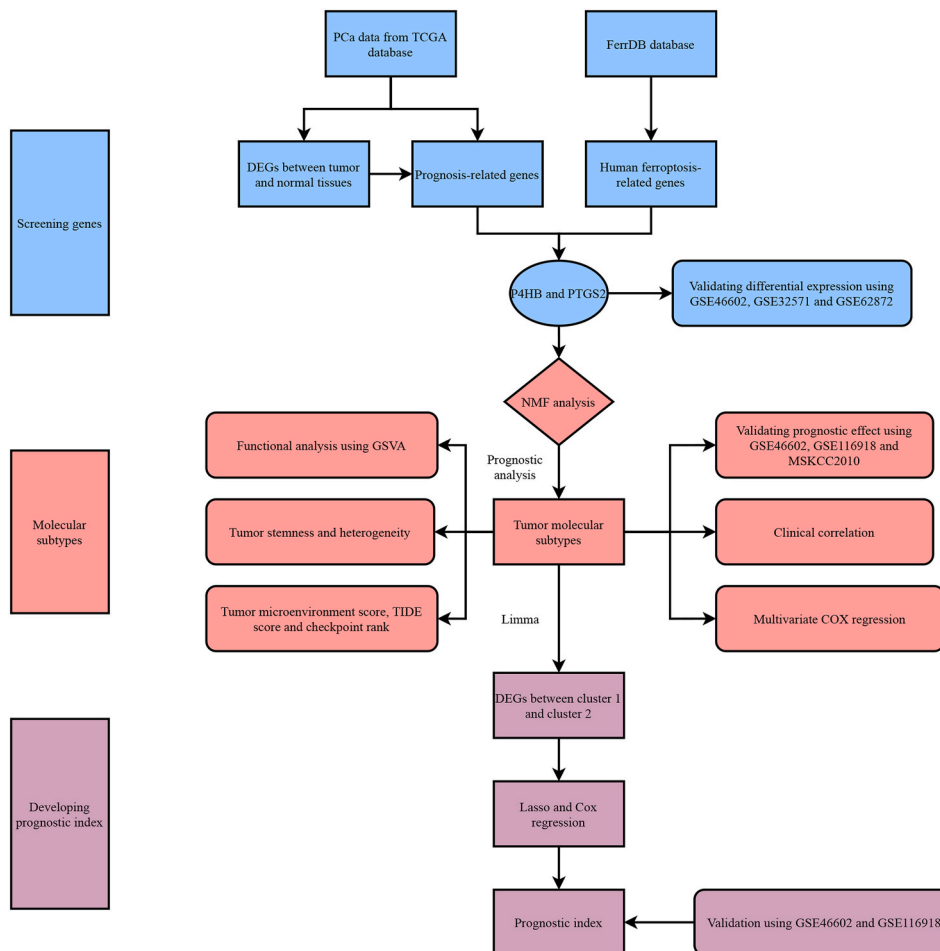 PCa data from TCGA
database
FerrDB database
DEGs between tumor
and normal tissues
Prognosis-related genes
Human ferroptosis-
related genes
Screening genes
P4HB and PTGS2
Validating differential expression using
GSE46602, GSE32571 and GSE62872
NMF analysis
Functional analysis using GSVA
Prognostic
analysis
Validating prognostic effect using
GSE46602, GSE116918 and
MSKCC2010
Molecular
subtypes
Tumor stemness and heterogeneity
Tumor molecular
subtypes
Clinical correlation
Tumor microenvironment score, TIDE
score and checkpoint rank
Limma
Multivariate COX regression
DEGs between cluster 1
and cluster 2
Developing
prognostic index
Lasso and Cox
regression
Prognostic index
Validation using GSE46602 and GSE116918